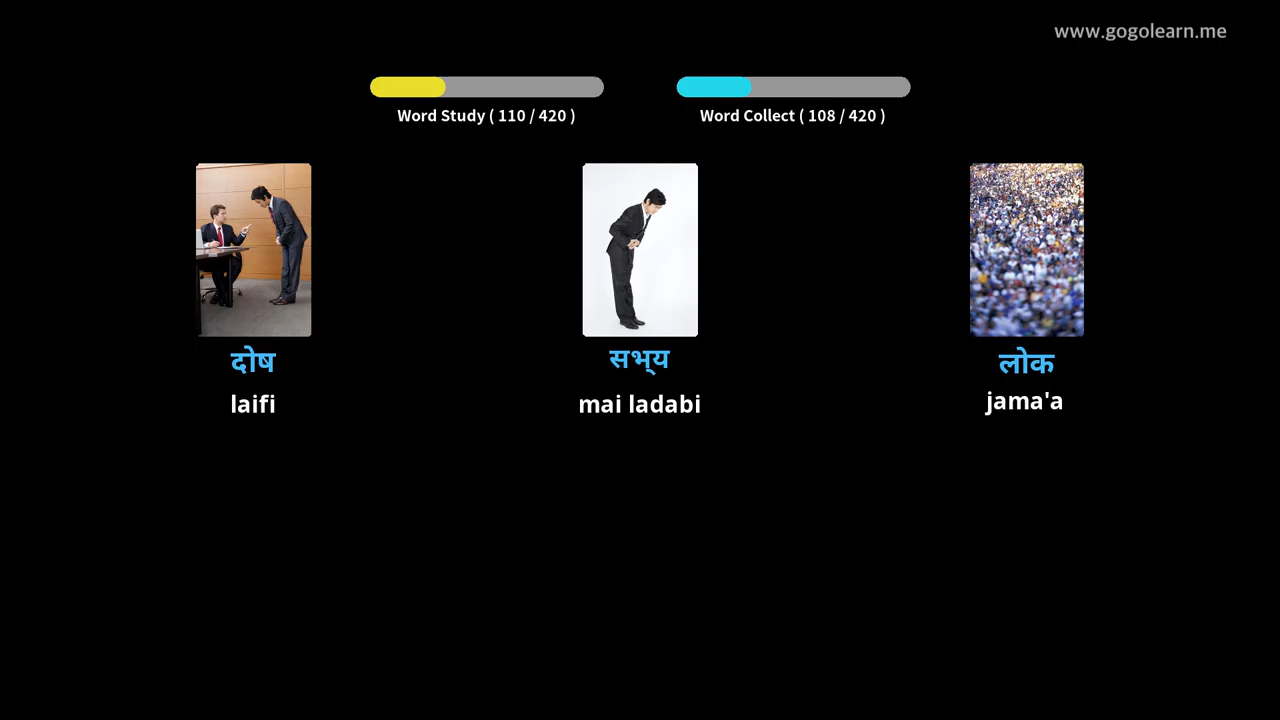 www.gogolearn.me
Word Study ( 110 / 420 )
Word Collect ( 108 / 420 )
दोष
सभ्य
लोक
laifi
mai ladabi
jama'a